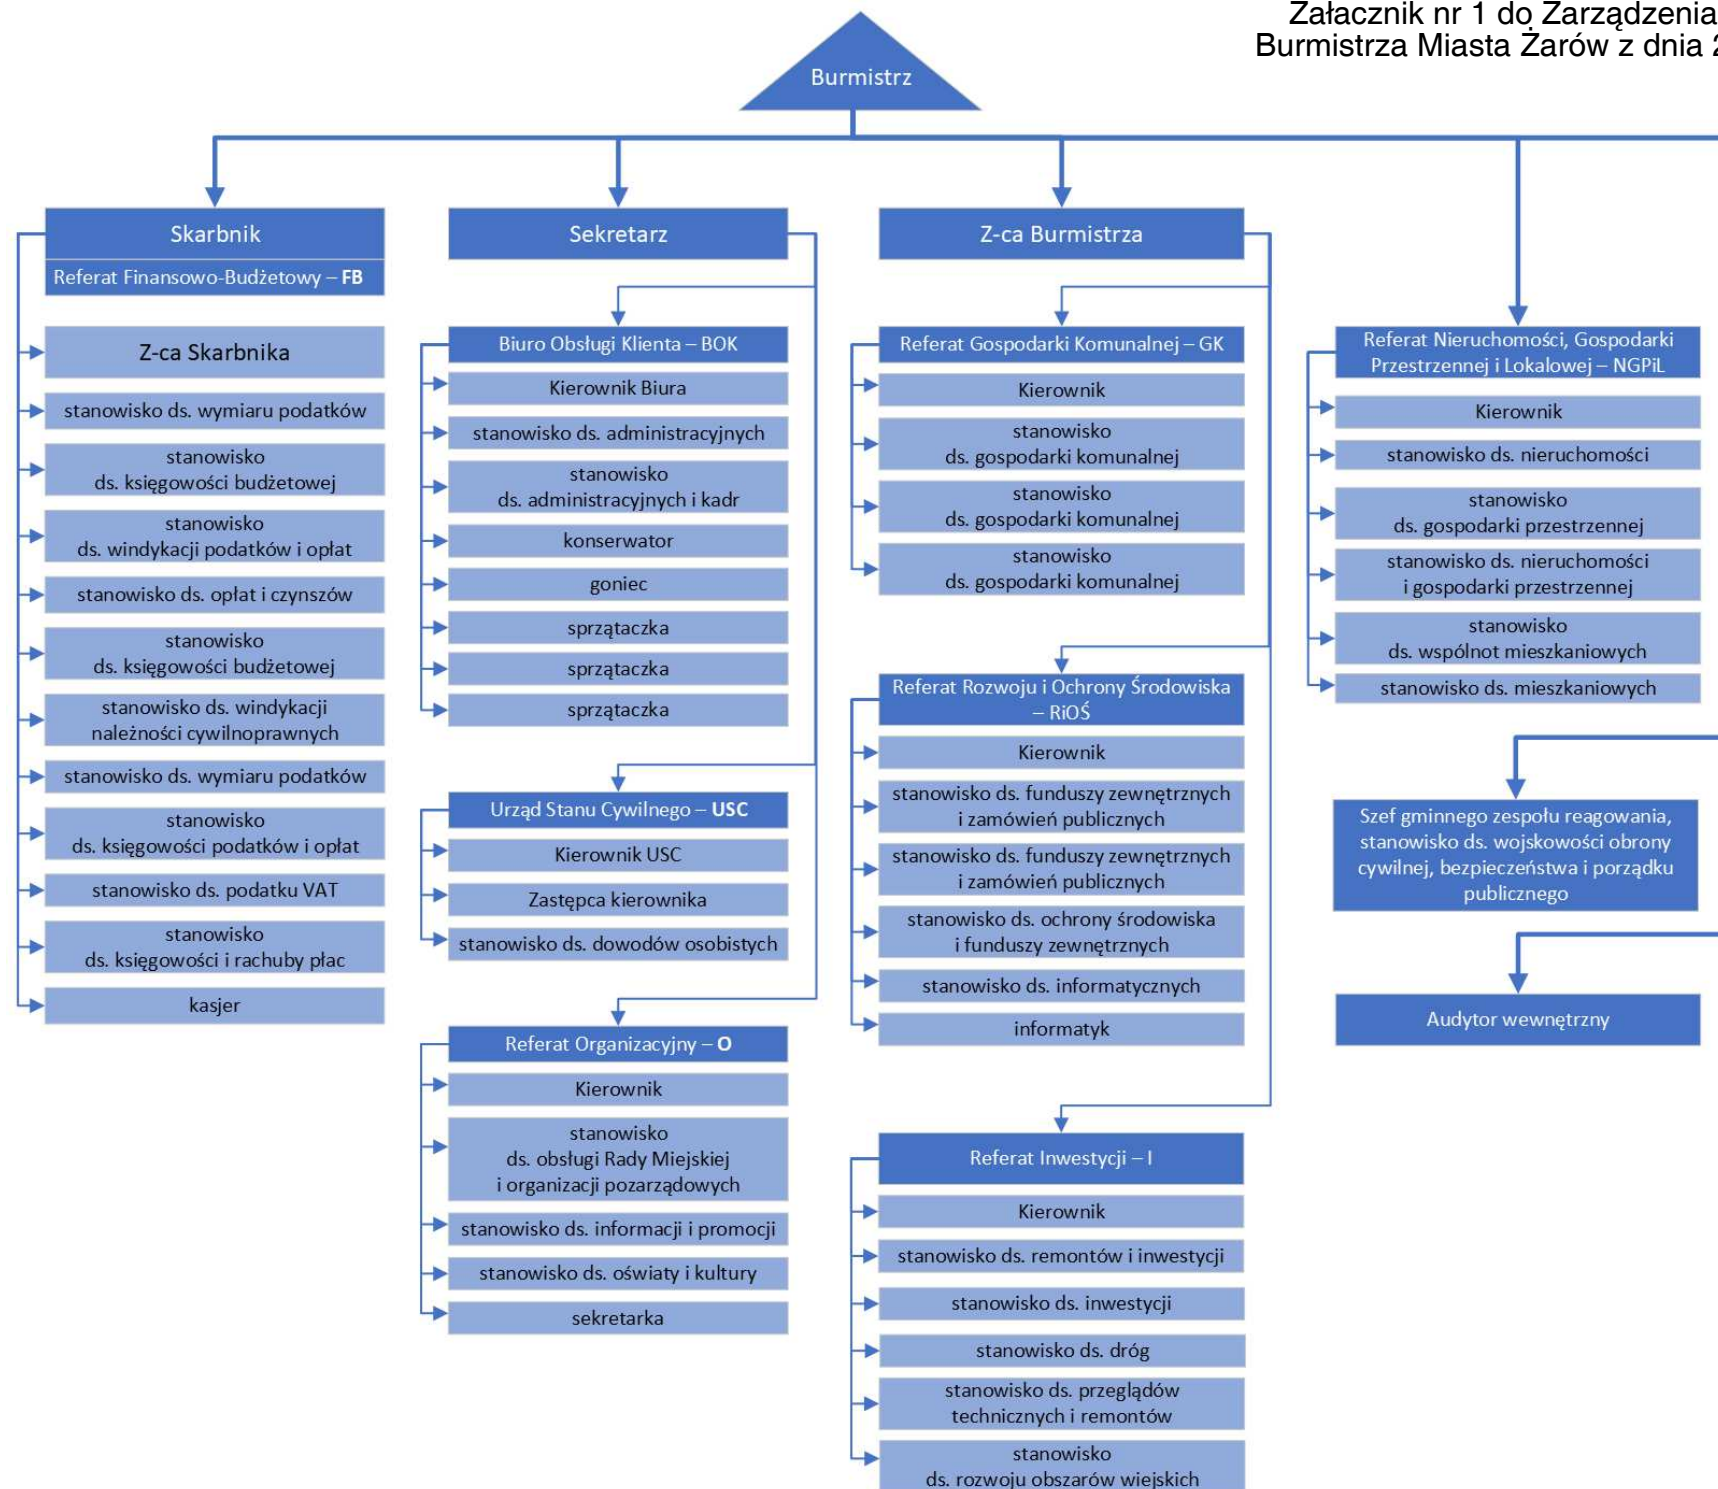 Załacznik nr 1 do Zarządzenia
Burmistrza Miasta Żarów z dnia 2
Burmistrz
Skarbnik
Referat Finansowo-Budżetowy – FB
Z-ca Skarbnika
stanowisko ds. wymiaru podatków
stanowisko
ds. księgowości budżetowej
stanowisko
ds. windykacji podatków i opłat
stanowisko ds. opłat i czynszów
stanowisko
ds. księgowości budżetowej
stanowisko ds. windykacji
należności cywilnoprawnych
stanowisko ds. wymiaru podatków
stanowisko
ds. księgowości podatków i opłat
stanowisko ds. podatku VAT
stanowisko
ds. księgowości i rachuby płac
kasjer
Sekretarz
Biuro Obsługi Klienta – BOK
Kierownik Biura
stanowisko ds. administracyjnych
stanowisko
ds. administracyjnych i kadr
konserwator
goniec
sprzątaczka
sprzątaczka
sprzątaczka
Urząd Stanu Cywilnego – USC
Kierownik USC
Zastępca kierownika
stanowisko ds. dowodów osobistych
Referat Organizacyjny – O
Kierownik
stanowisko
ds. obsługi Rady Miejskiej
i organizacji pozarządowych
stanowisko ds. informacji i promocji
stanowisko ds. oświaty i kultury
sekretarka
Z-ca Burmistrza
Referat Gospodarki Komunalnej – GK
Kierownik
stanowisko
ds. gospodarki komunalnej
stanowisko
ds. gospodarki komunalnej
stanowisko
ds. gospodarki komunalnej
Referat Rozwoju i Ochrony Środowiska
– RiOŚ
Kierownik
stanowisko ds. funduszy zewnętrznych
i zamówień publicznych
stanowisko ds. funduszy zewnętrznych
i zamówień publicznych
stanowisko ds. ochrony środowiska
i funduszy zewnętrznych
stanowisko ds. informatycznych
informatyk
Referat Inwestycji – I
Kierownik
stanowisko ds. remontów i inwestycji
stanowisko ds. inwestycji
stanowisko ds. dróg
stanowisko ds. przeglądów
technicznych i remontów
stanowisko
ds. rozwoju obszarów wiejskich
Referat Nieruchomości, Gospodarki
Przestrzennej i Lokalowej – NGPiL
Kierownik
stanowisko ds. nieruchomości
stanowisko
ds. gospodarki przestrzennej
stanowisko ds. nieruchomości
i gospodarki przestrzennej
stanowisko
ds. wspólnot mieszkaniowych
stanowisko ds. mieszkaniowych
Szef gminnego zespołu reagowania,
stanowisko ds. wojskowości obrony
cywilnej, bezpieczeństwa i porządku
publicznego
Audytor wewnętrzny